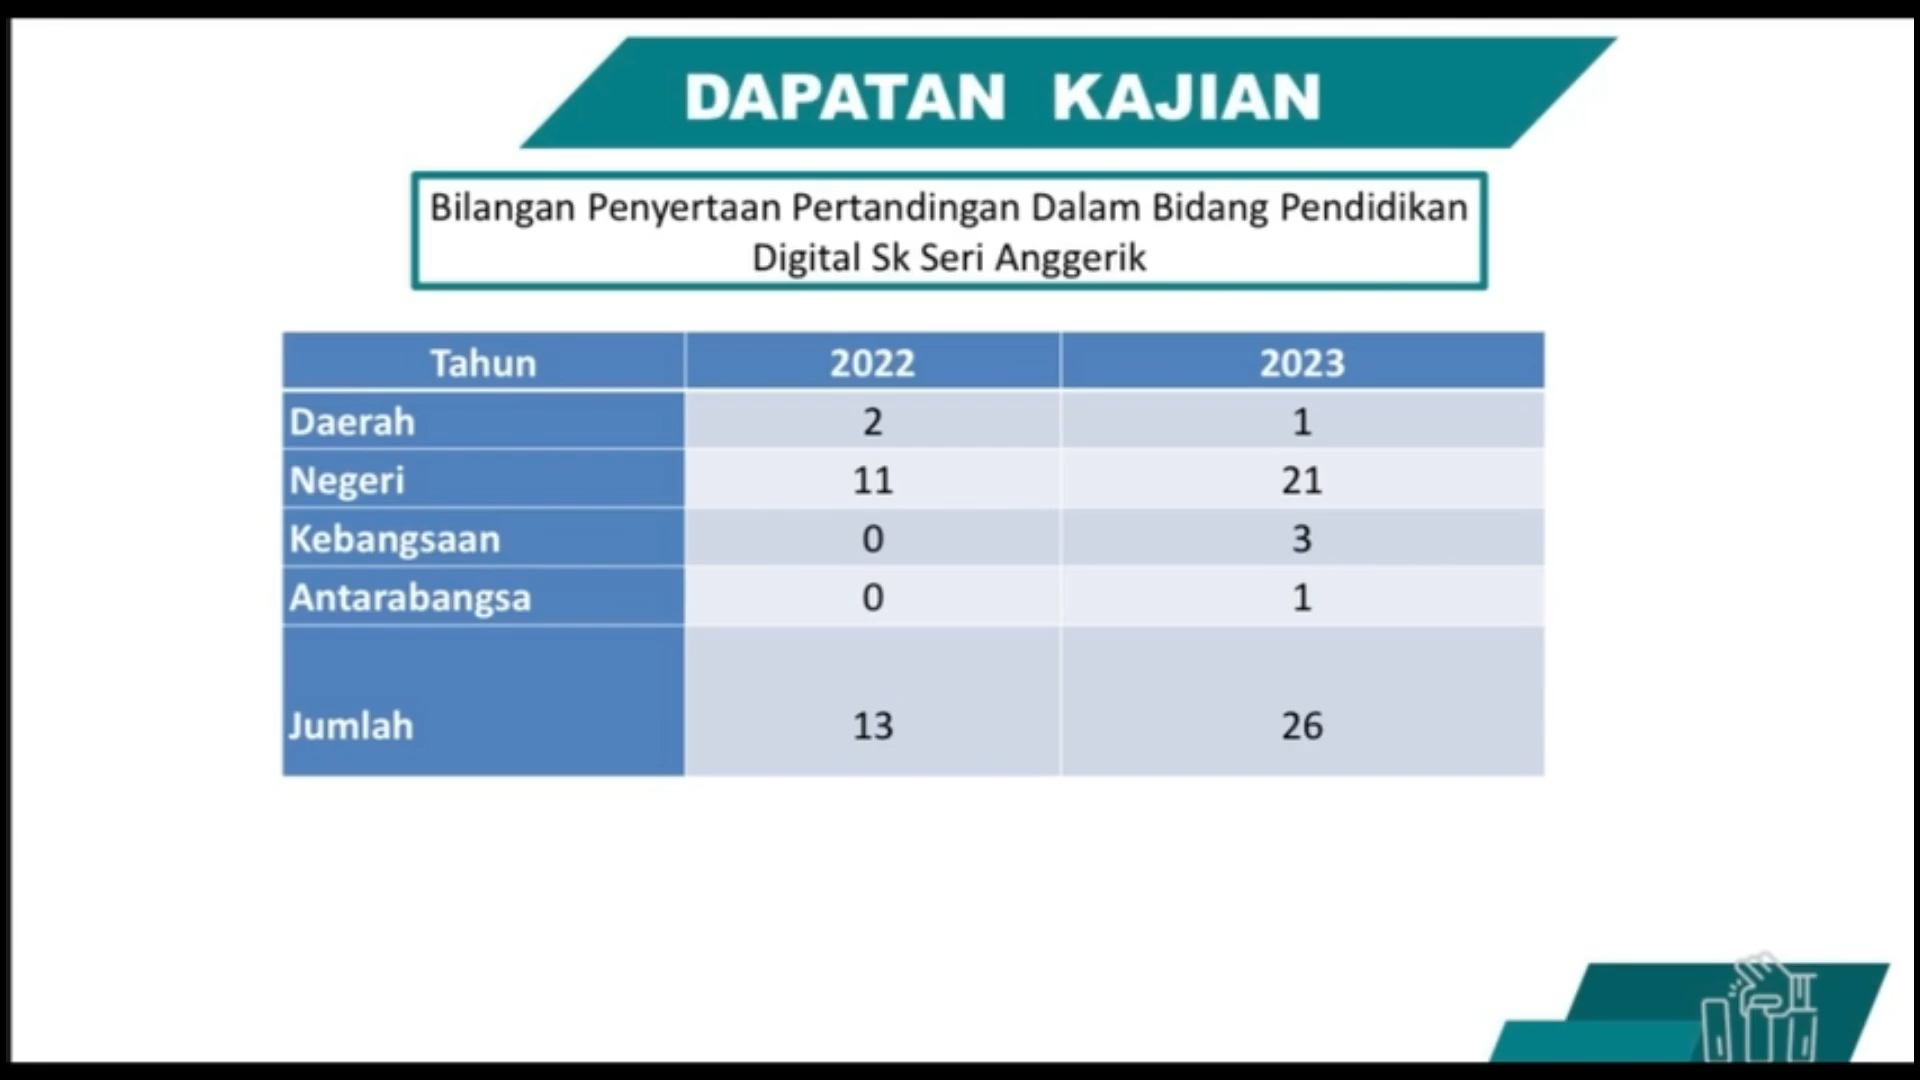 DAPATAN KAJIAN
Bilangan Penyertaan Pertandingan Dalam Bidang Pendidikan
Digital Sk Seri Anggerik
Tahun 2022 2023
Daerah 2 1
Negeri 11 21
Kebangsaan 0 3
Antarabangsa 0 1
Jumlah 13 26